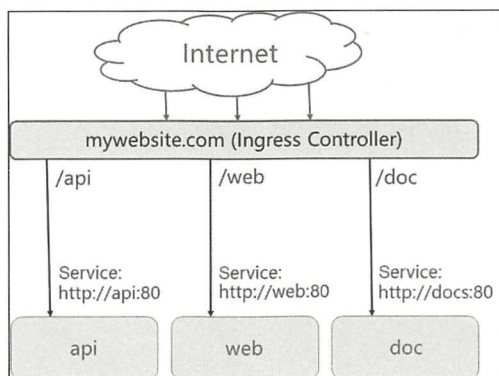 Internet
mywebsite.com (Ingress Controller)
/api
/web
/doc
Service:
http://api:80
Service:
http://web:80
Service:
http://docs:80
api
web
doc